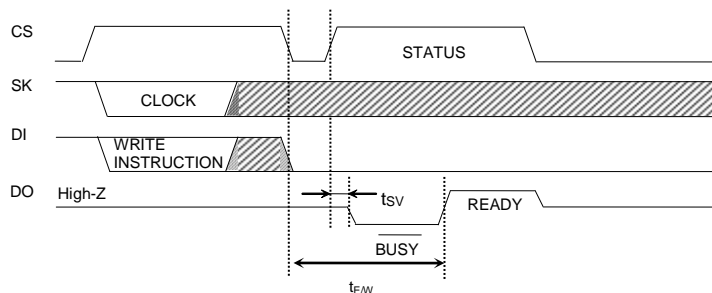 CS
STATUS
SK
CLOCK
DI
WRITE
INSTRUCTION
DO
High-Z
tSV
READY
BUSY
tE/W